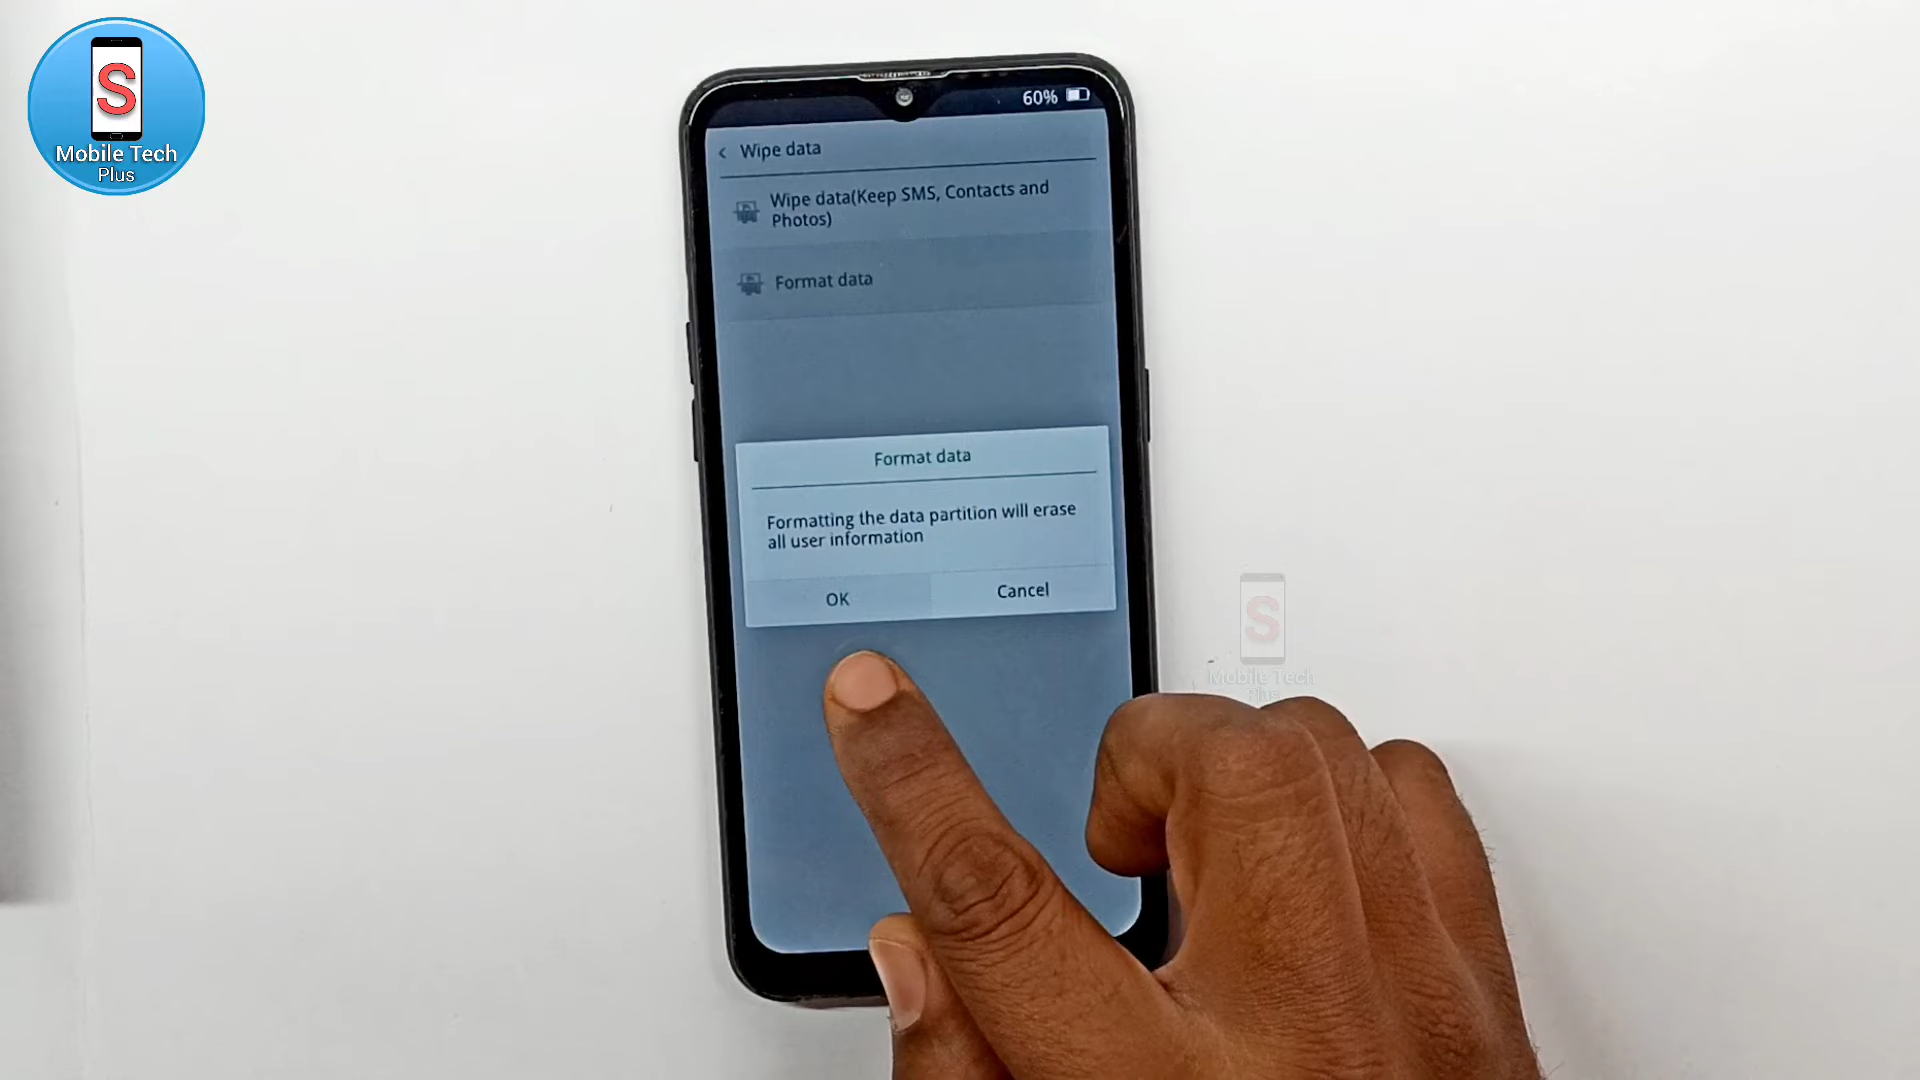 S
Mobile Tech
Plus
60%
Wipe data
Wipe data(Keep SMS, Contacts and
Photos)
Format data
Format data
Formatting the data partition will erase
all user information
OK
Cancel
S
Mobile Tech
Plus